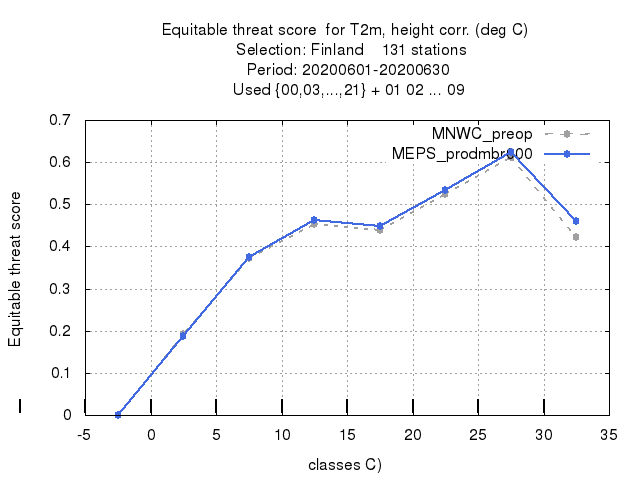 Equitable threat score for T2m, height corr. (deg C)
Selection: Finland 131 stations
Period: 20200601-20200630
Used {00,03,...,21} + 01 02 ... 09
MNWC_preop
MEPS_prodmbr000
Equitable threat score
0.7
0.6
0.5
0.4
0.3
0.2
0.1
0
-5 0 5 10 15 20 25 30 35
classes C)